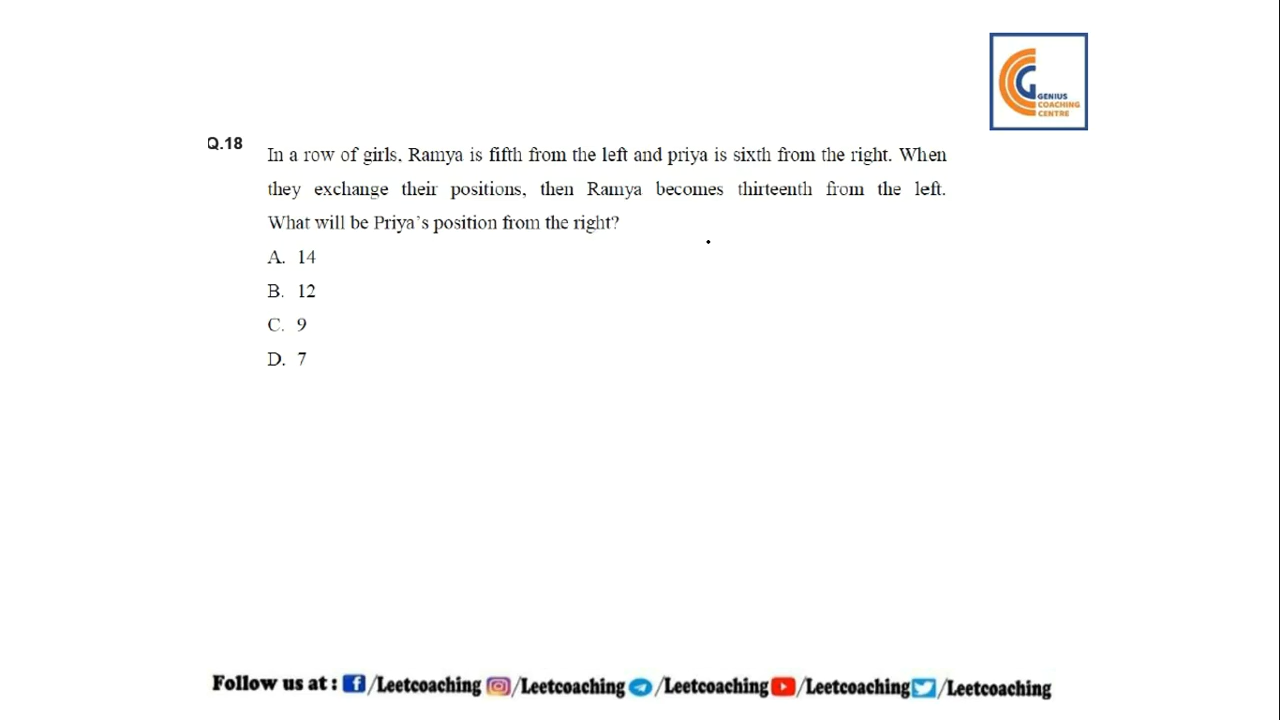 GENIUS
COACHING
CENTRE
Q.18
In a row of girls. Ramya is fifth from the left and priya is sixth from the right. When
they exchange their positions, then Ramya becomes thirteenth from the left.
What will be Priya's position from the right?
A. 14
B. 12
C. 9
D. 7
Follow us at : /Leetcoaching /Leetcoaching /Leetcoaching /Leetcoaching /Leetcoaching